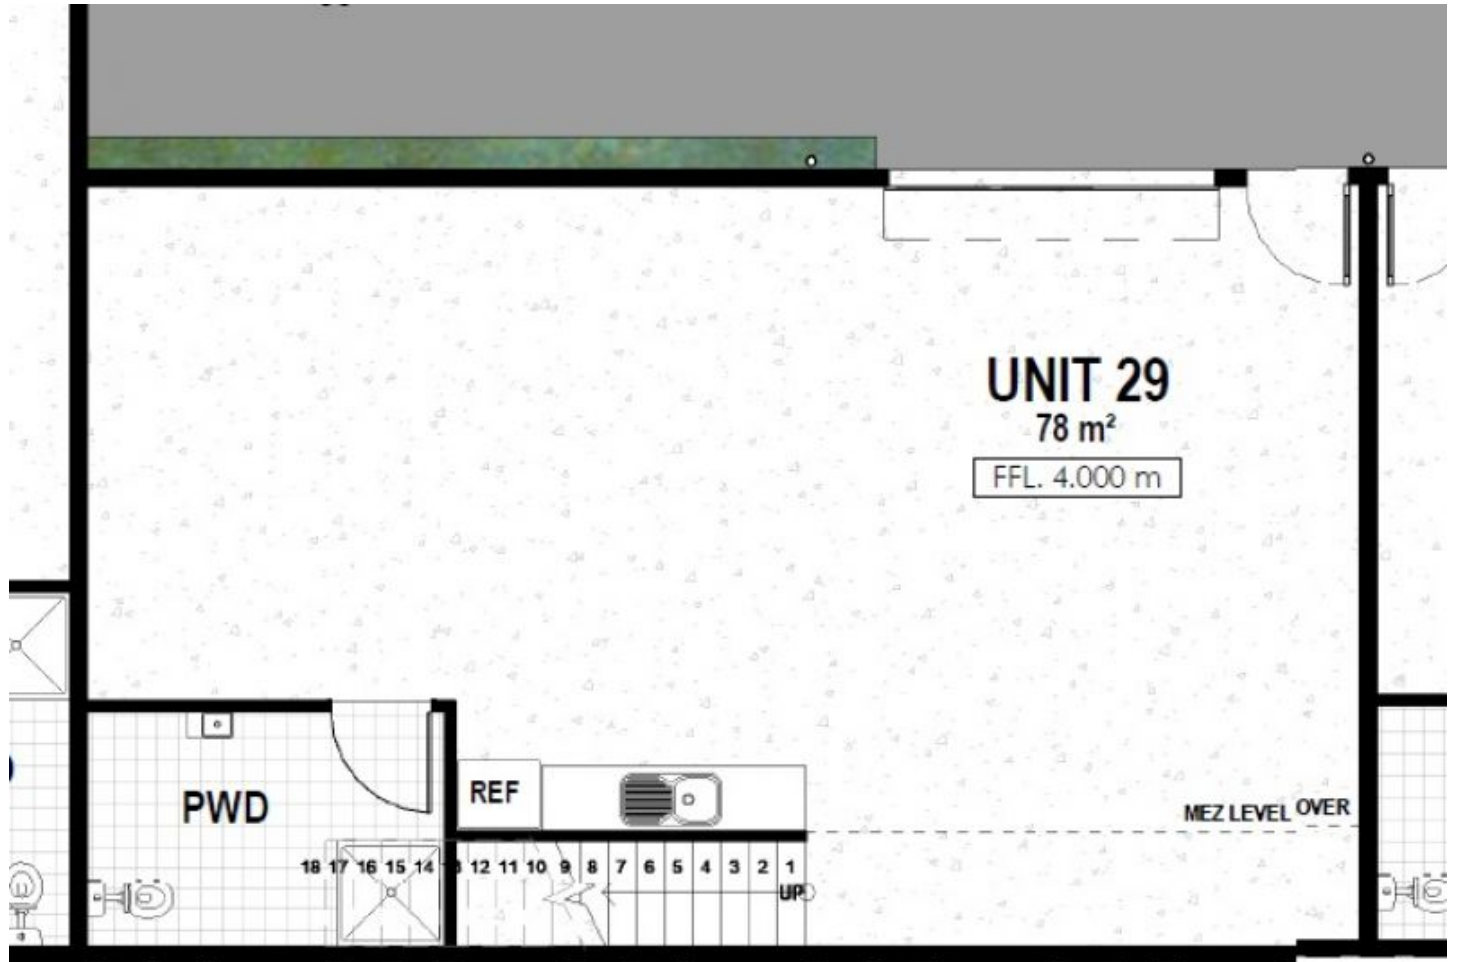 UNIT 29
78 m²
FFL. 4.000 m
REF
PWD
MEZ LEVEL OVER
18 17 16 15 14 13 12 11 10 9 8 7 6 5 4 3 2 1
UP